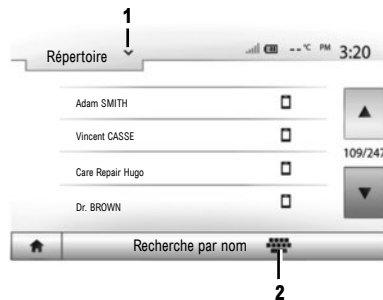 1
Répertoire
--°C PM 3:20
Adam SMITH
Vincent CASSE
Care Repair Hugo
109/247
Dr. BROWN
Recherche par nom
2